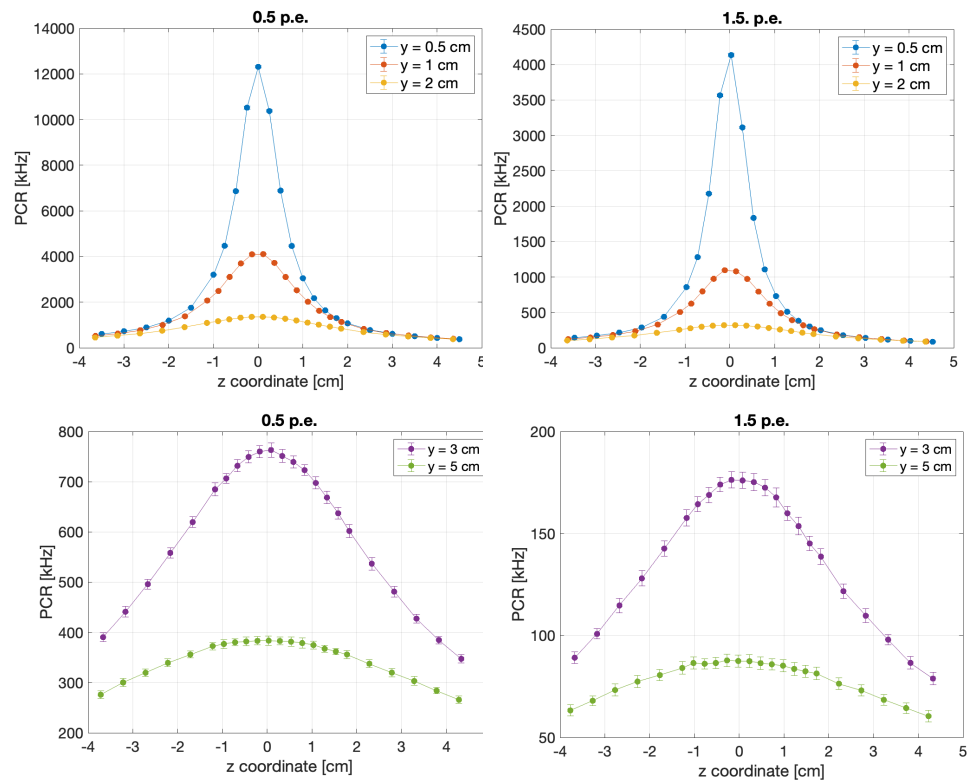 0.5 p.e.
14000
12000
10000
8000
6000
4000
2000
0
PCR [kHz]
-4 -3 -2 -1 0 1 2 3 4 5
z coordinate [cm]
y = 0.5 cm
y = 1 cm
y = 2 cm
1.5. p.e.
4500
4000
3500
3000
2500
2000
1500
1000
500
0
PCR [kHz]
-4 -3 -2 -1 0 1 2 3 4 5
z coordinate [cm]
y = 0.5 cm
y = 1 cm
y = 2 cm
0.5 p.e.
800
700
600
500
400
300
200
PCR [kHz]
-4 -3 -2 -1 0 1 2 3 4
z coordinate [cm]
y = 3 cm
y = 5 cm
1.5 p.e.
200
150
100
50
PCR [kHz]
-4 -3 -2 -1 0 1 2 3 4 5
z coordinate [cm]
y = 3 cm
y = 5 cm